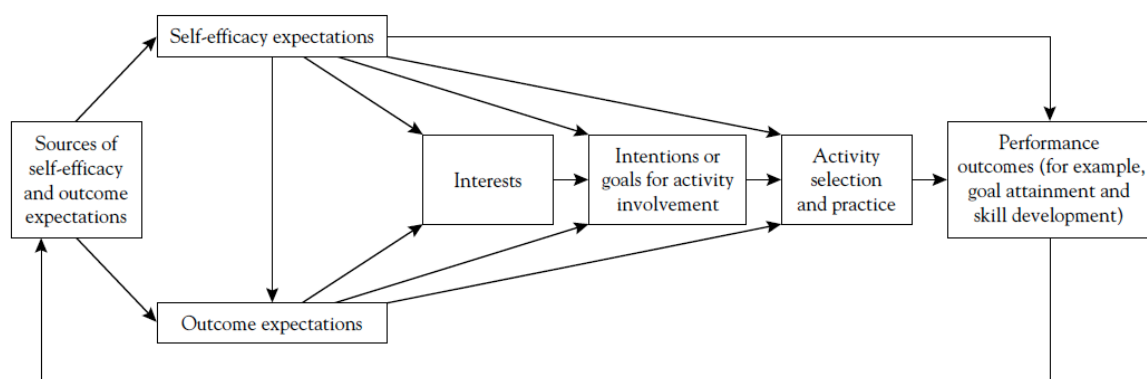 Self-efficacy expectations
Sources of
self-efficacy
and outcome
expectations
Interests
Intentions or
goals for activity
involvement
Activity
selection
and practice
Performance
outcomes (for example,
goal attainment and
skill development)
Outcome expectations